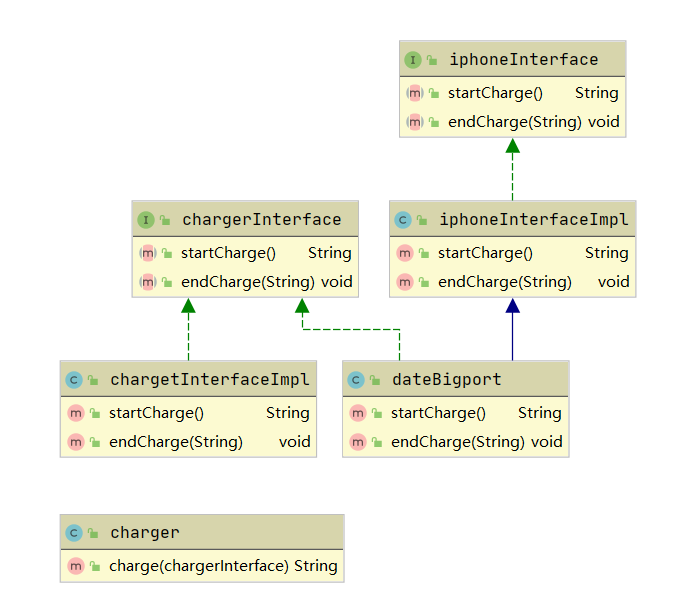 I iphoneInterface
m startCharge() String
m endCharge(String) void
I chargerInterface
m startCharge() String
m endCharge(String) void
C iphoneInterfaceImpl
m startCharge() String
m endCharge(String) void
C chargetInterfaceImpl
m startCharge() String
m endCharge(String) void
C dateBigport
m startCharge() String
m endCharge(String) void
C charger
m charge(chargerInterface) String